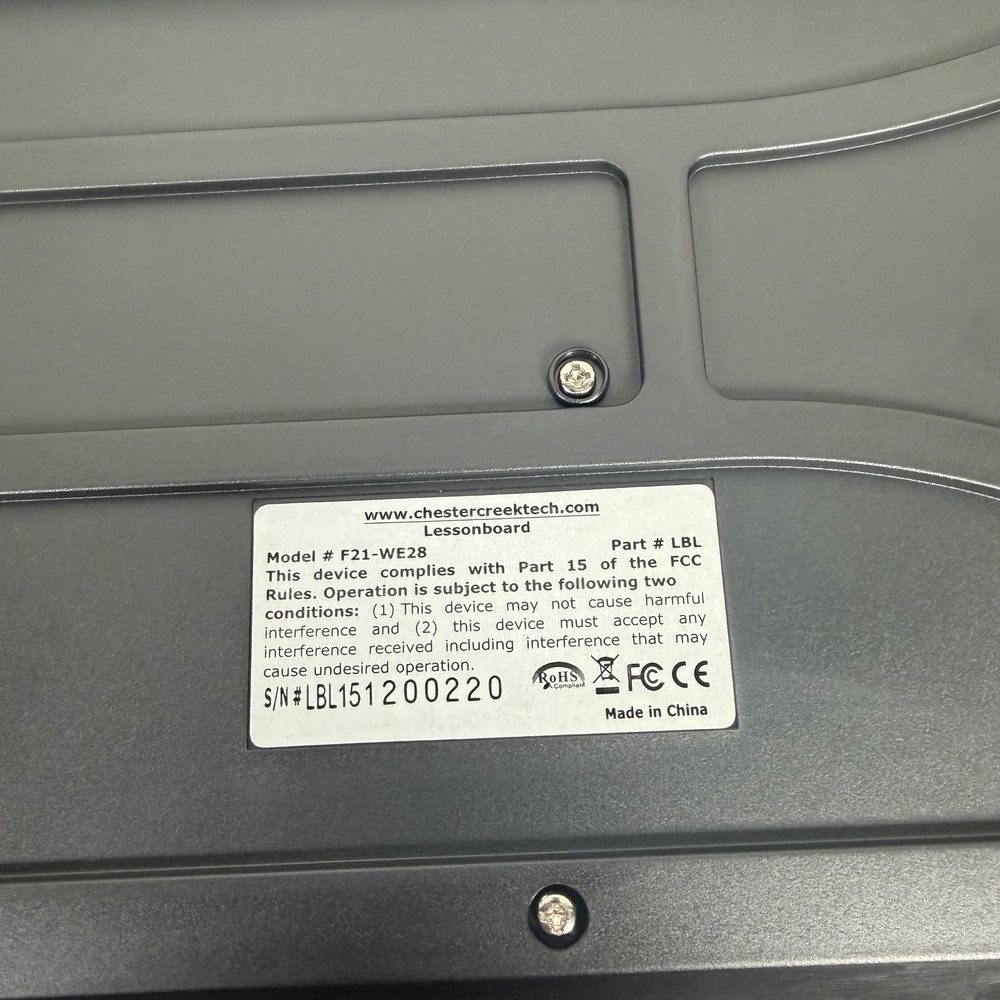 www.chestercreektech.com
Lessonboard
Model # F21-WE28 Part # LBL
This device complies with Part 15 of the FCC
Rules. Operation is subject to the following two
conditions: (1) This device may not cause harmful
interference and (2) this device must accept any
interference received including interference that may
cause undesired operation.
S/N # LBL151200220
RoHS
Compliant
FC CE
Made in China